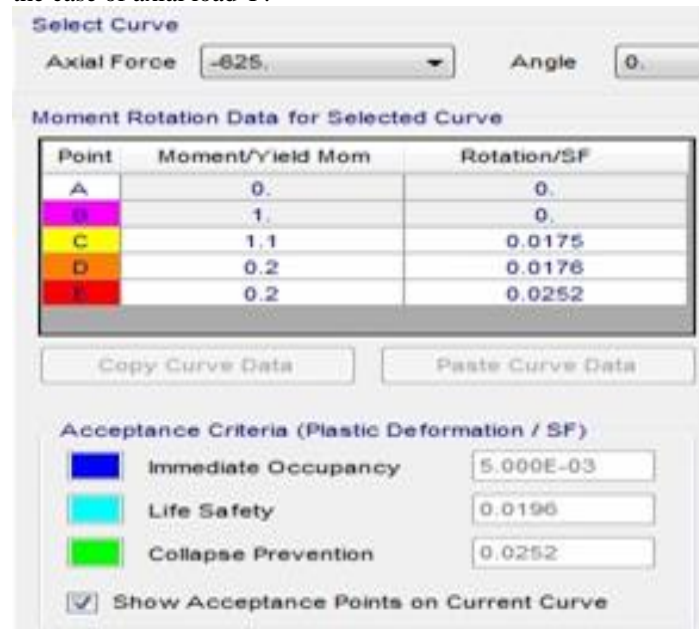 Select Curve
Axial Force -625. Angle 0.
Moment Rotation Data for Selected Curve
Point Moment/Yield Mom Rotation/SF
A 0. 0.
B 1. 0.
C 1.1 0.0175
D 0.2 0.0176
E 0.2 0.0252
Copy Curve Data Paste Curve Data
Acceptance Criteria (Plastic Deformation / SF)
Immediate Occupancy 5.000E-03
Life Safety 0.0196
Collapse Prevention 0.0252
Show Acceptance Points on Current Curve